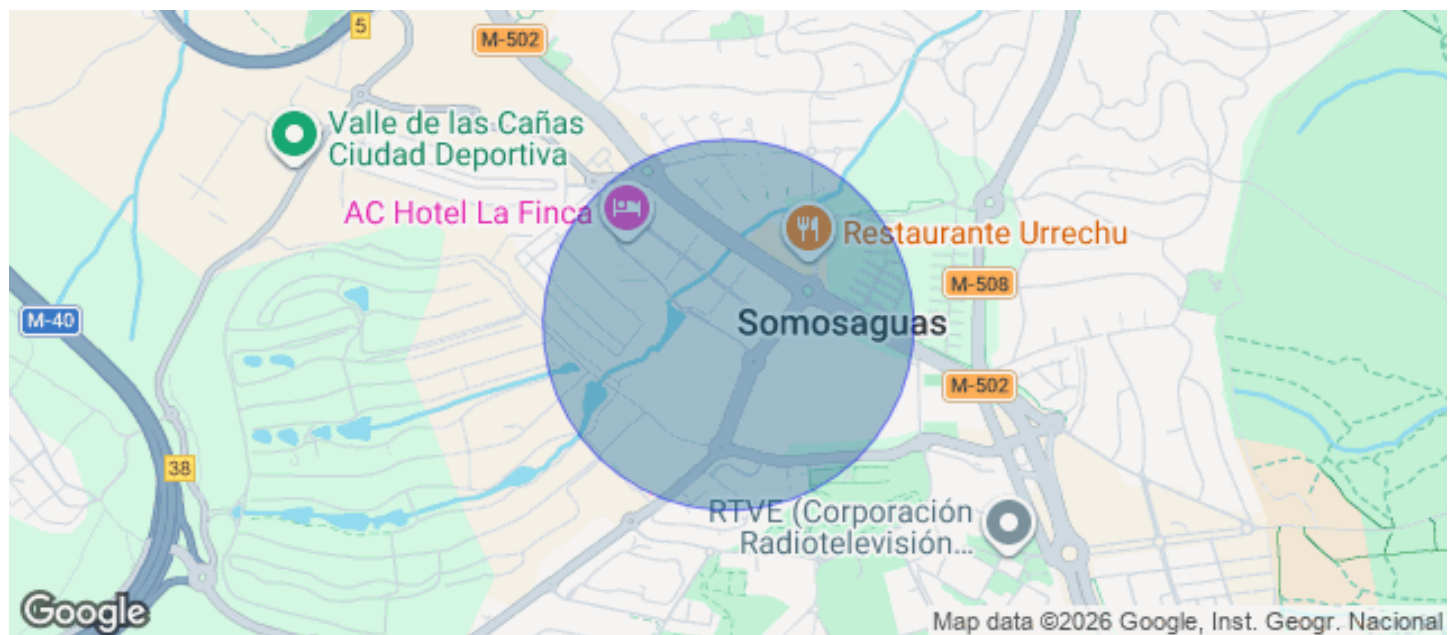 5
M-502
Valle de las Cañas
Ciudad Deportiva
AC Hotel La Finca
Restaurante Urrechu
M-508
M-40
Somosaguas
M-502
38
RTVE (Corporación
Radiotelevisión...
Google
Map data ©2026 Google, Inst. Geogr. Nacional